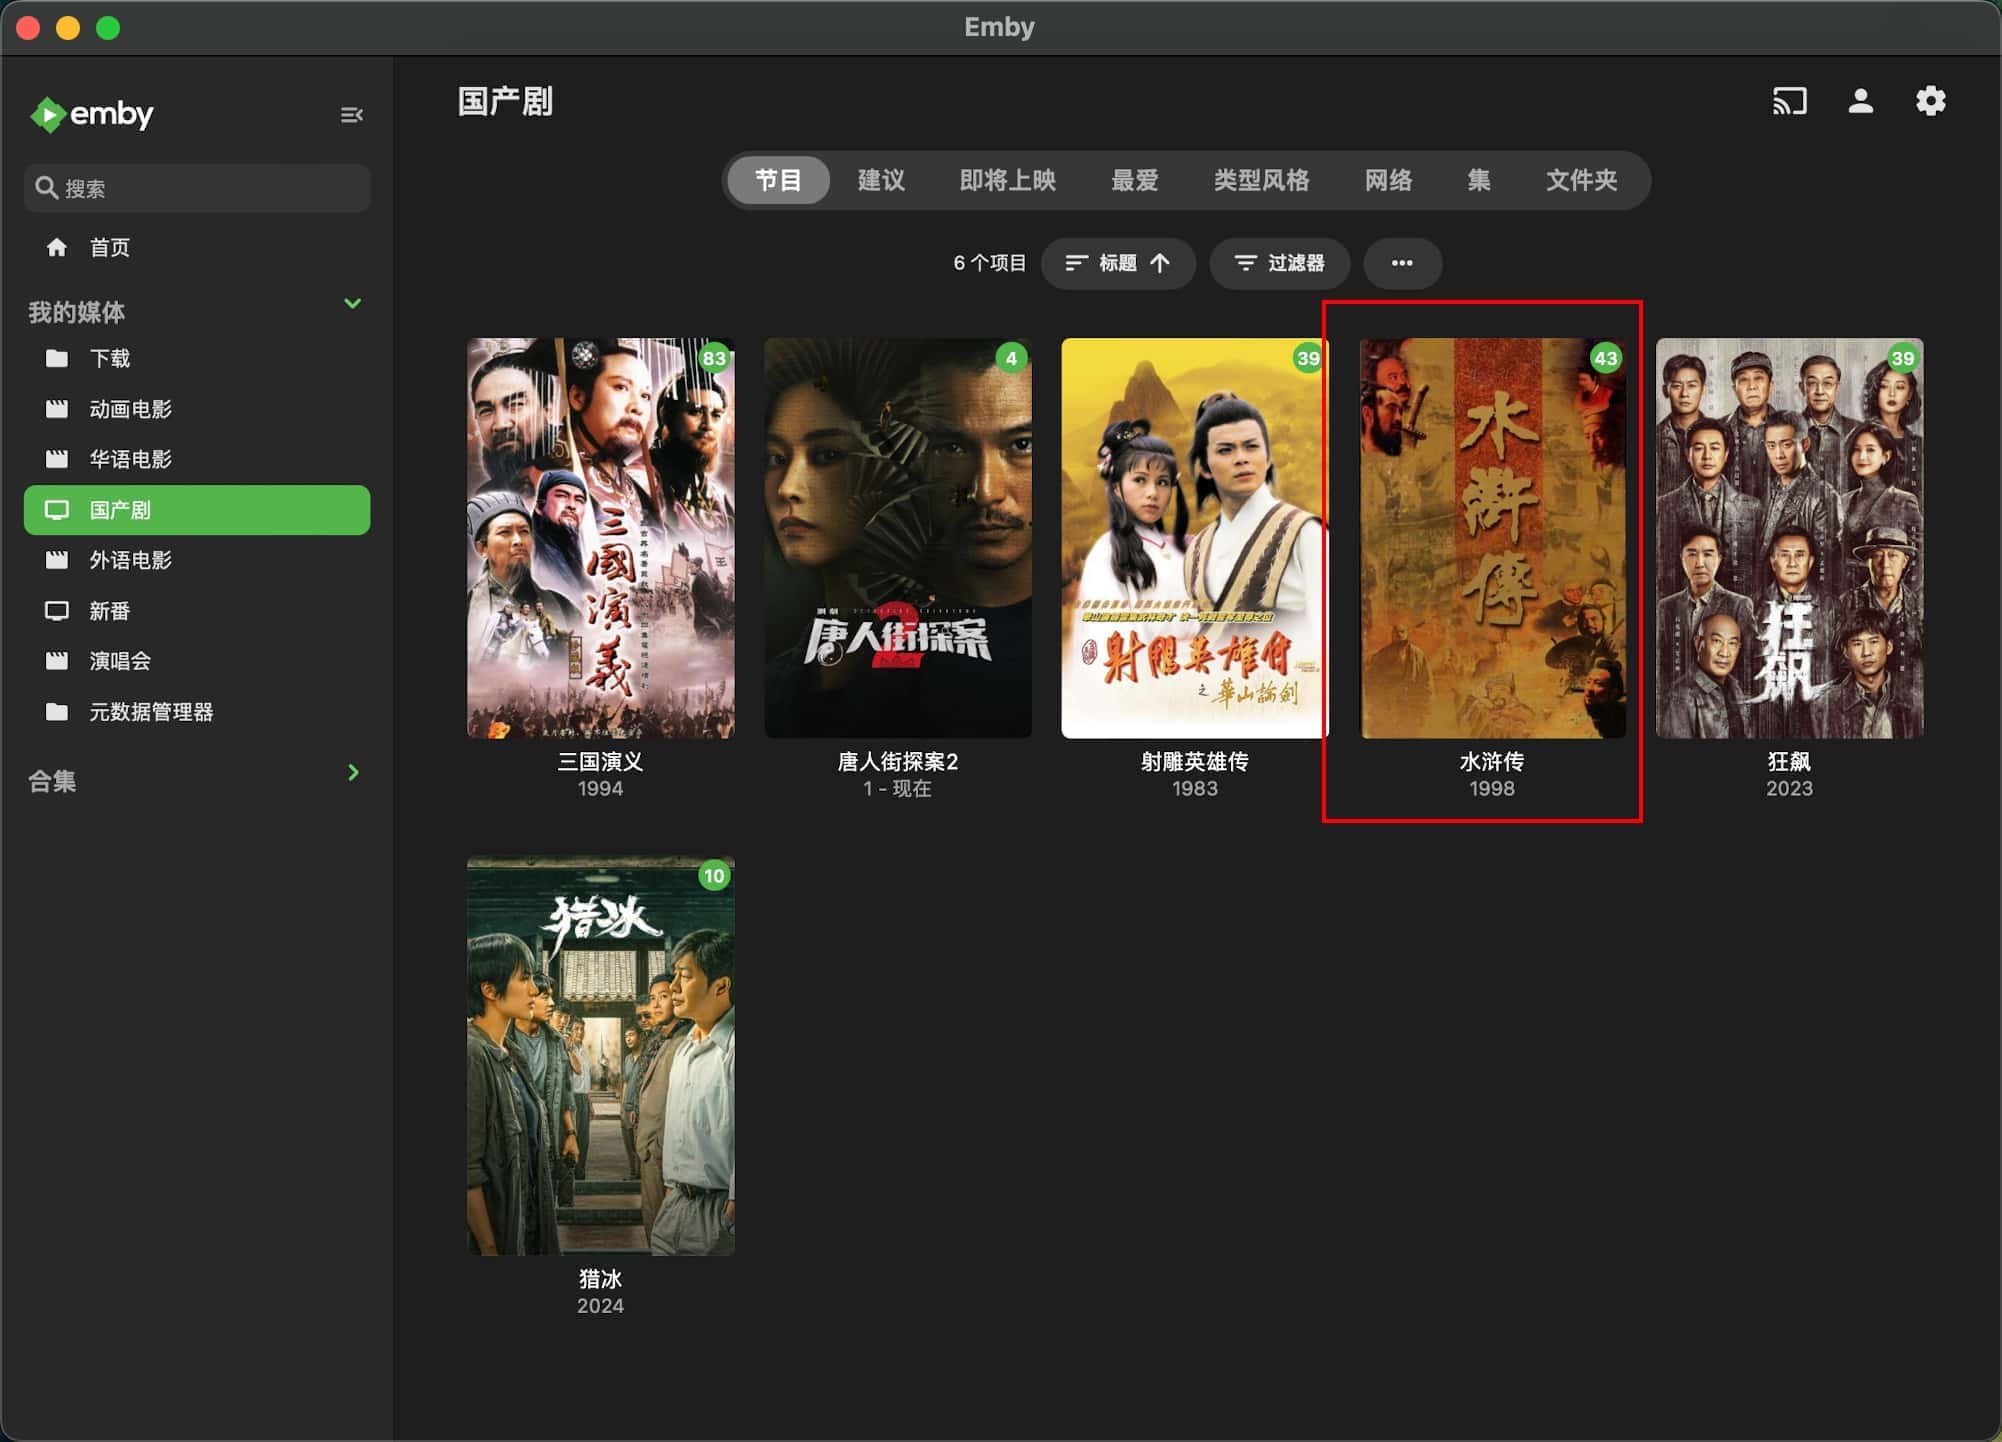 Emby
emby
搜索
首页
我的媒体
下载
动画电影
华语电影
国产剧
外语电影
新番
演唱会
元数据管理器
合集
国产剧
节目
建议
即将上映
最爱
类型风格
网络
集
文件夹
6 个项目
标题
过滤器
83
三國演義
三国演义
1994
4
唐人街探案
2
唐人街探案2
1 - 现在
39
射雕英雄传
之華山論劍
射雕英雄传
1983
43
水滸傳
水浒传
1998
39
狂飙
狂飙
2023
10
猎冰
猎冰
2024